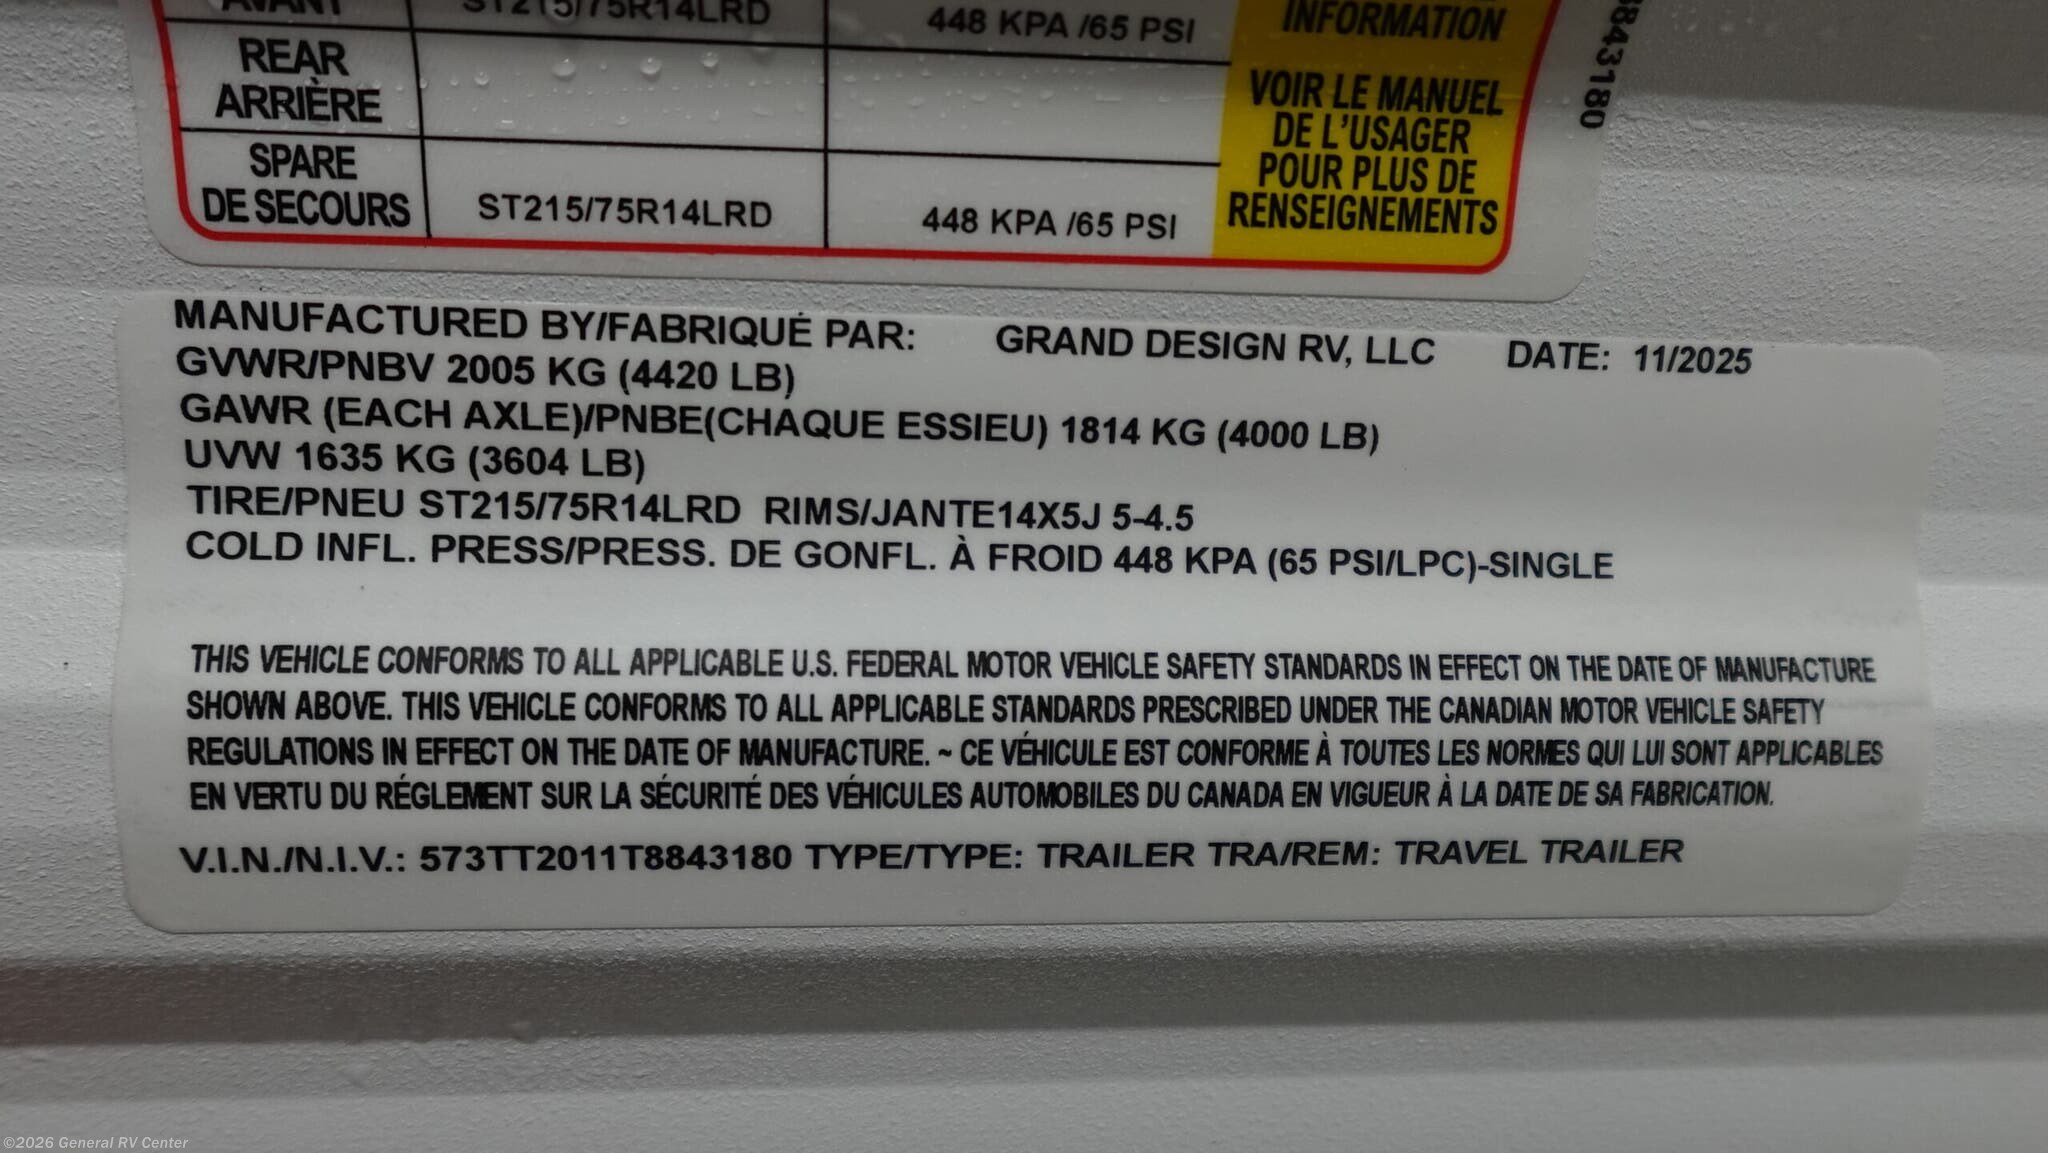 AVANT ST215/75R14LRD 448 KPA /65 PSI
INFORMATION
REAR
ARRIÈRE
SPARE
DE SECOURS ST215/75R14LRD 448 KPA /65 PSI
VOIR LE MANUEL
DE L'USAGER
POUR PLUS DE
RENSEIGNEMENTS
8843180
MANUFACTURED BY/FABRIQUÉ PAR: GRAND DESIGN RV, LLC DATE: 11/2025
GVWR/PNBV 2005 KG (4420 LB)
GAWR (EACH AXLE)/PNBE(CHAQUE ESSIEU) 1814 KG (4000 LB)
UVW 1635 KG (3604 LB)
TIRE/PNEU ST215/75R14LRD RIMS/JANTE14X5J 5-4.5
COLD INFL. PRESS/PRESS. DE GONFL. À FROID 448 KPA (65 PSI/LPC)-SINGLE
THIS VEHICLE CONFORMS TO ALL APPLICABLE U.S. FEDERAL MOTOR VEHICLE SAFETY STANDARDS IN EFFECT ON THE DATE OF MANUFACTURE
SHOWN ABOVE. THIS VEHICLE CONFORMS TO ALL APPLICABLE STANDARDS PRESCRIBED UNDER THE CANADIAN MOTOR VEHICLE SAFETY
REGULATIONS IN EFFECT ON THE DATE OF MANUFACTURE. ~ CE VÉHICULE EST CONFORME À TOUTES LES NORMES QUI LUI SONT APPLICABLES
EN VERTU DU RÉGLEMENT SUR LA SÉCURITÉ DES VÉHICULES AUTOMOBILES DU CANADA EN VIGUEUR À LA DATE DE SA FABRICATION.
V.I.N./N.I.V.: 573TT2011T8843180 TYPE/TYPE: TRAILER TRA/REM: TRAVEL TRAILER
©2026 General RV Center